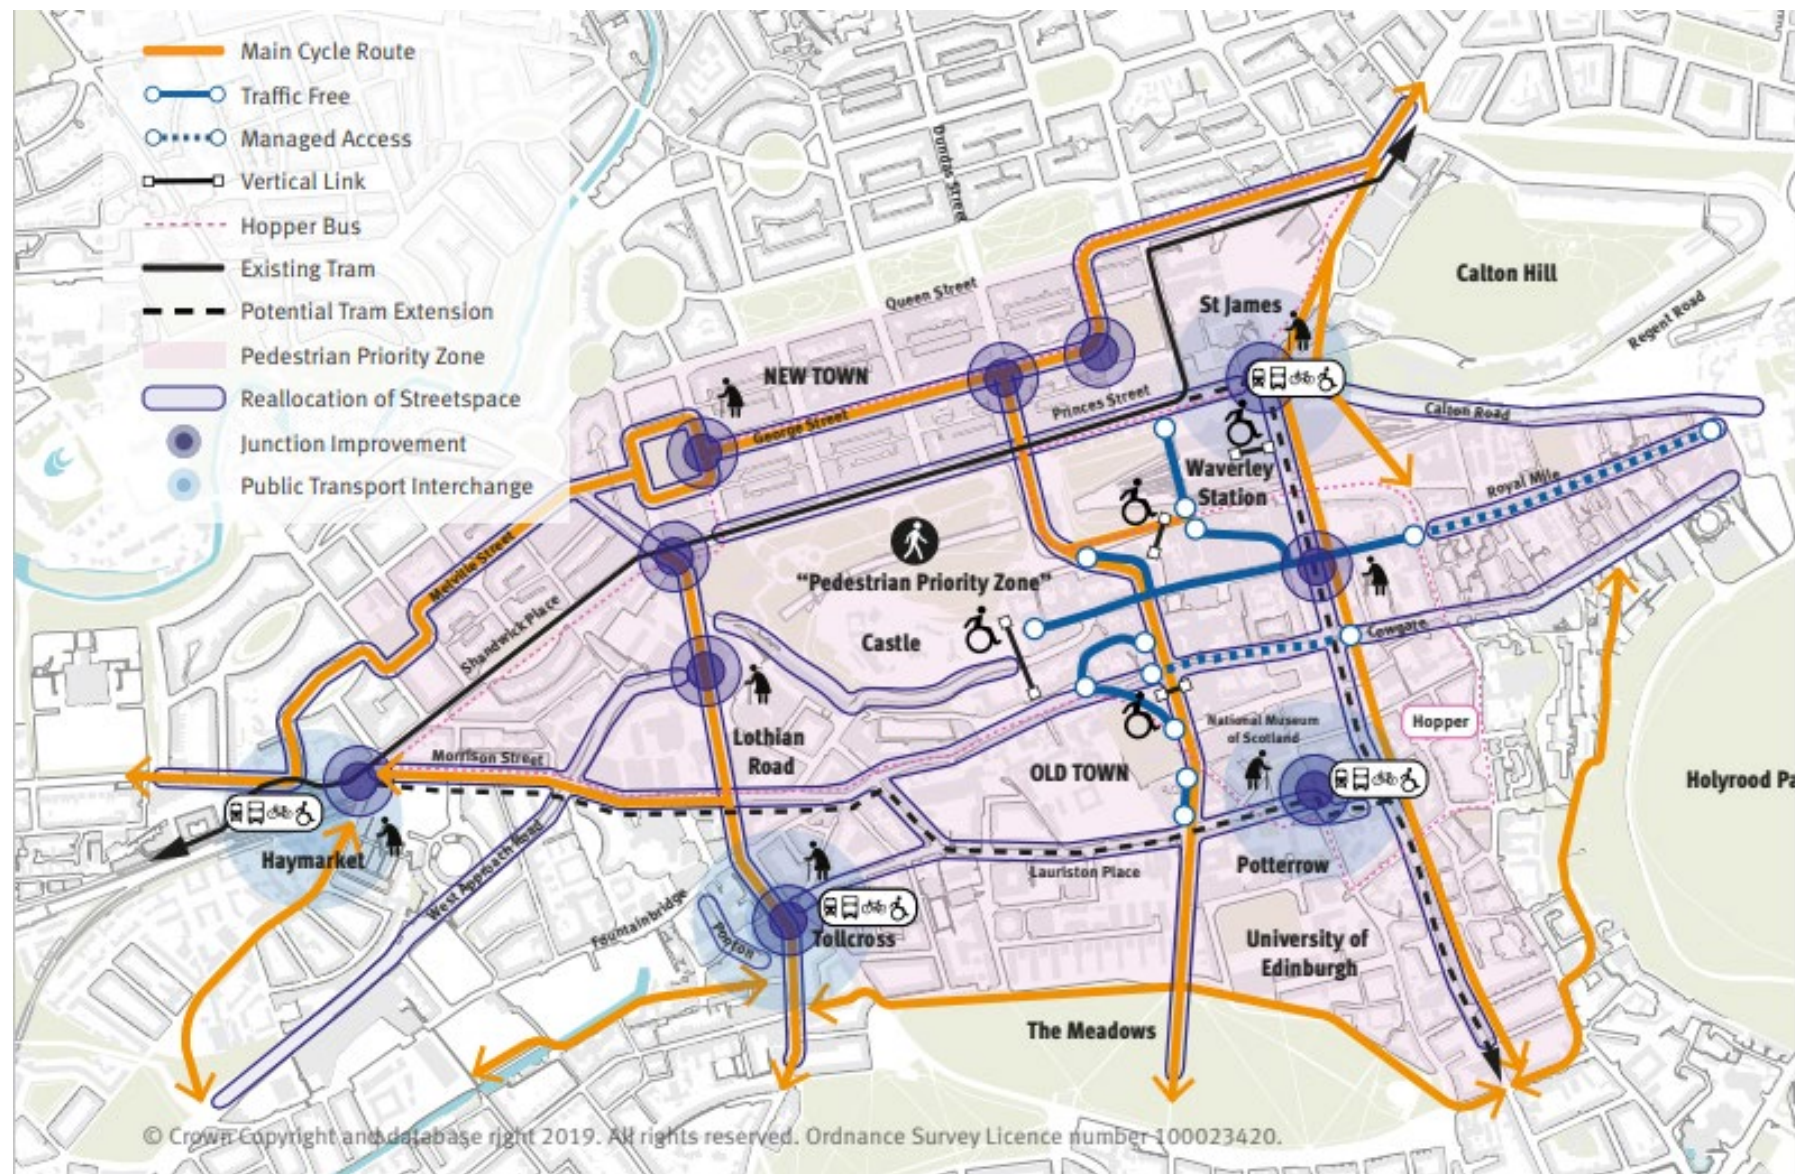 Main Cycle Route
Traffic Free
Managed Access
Vertical Link
Hopper Bus
Existing Tram
Potential Tram Extension
Pedestrian Priority Zone
Reallocation of Streetspace
Junction Improvement
Public Transport Interchange
Dundas Street
Calton Hill
Queen Street
St James
Regent Road
NEW TOWN
George Street
Princes Street
Calton Road
Waverley
Station
Royal Mile
Melville Street
"Pedestrian Priority Zone"
Shandwick Place
Castle
Cowgate
National Museum
of Scotland
Hopper
Lothian
Road
Morrison Street
OLD TOWN
Holyrood Pa
Haymarket
West Approach Road
Lauriston Place
Potterrow
Fountainbridge
Ponton
Tollcross
University of
Edinburgh
The Meadows
© Crown Copyright and database right 2019. All rights reserved. Ordnance Survey Licence number 100023420.